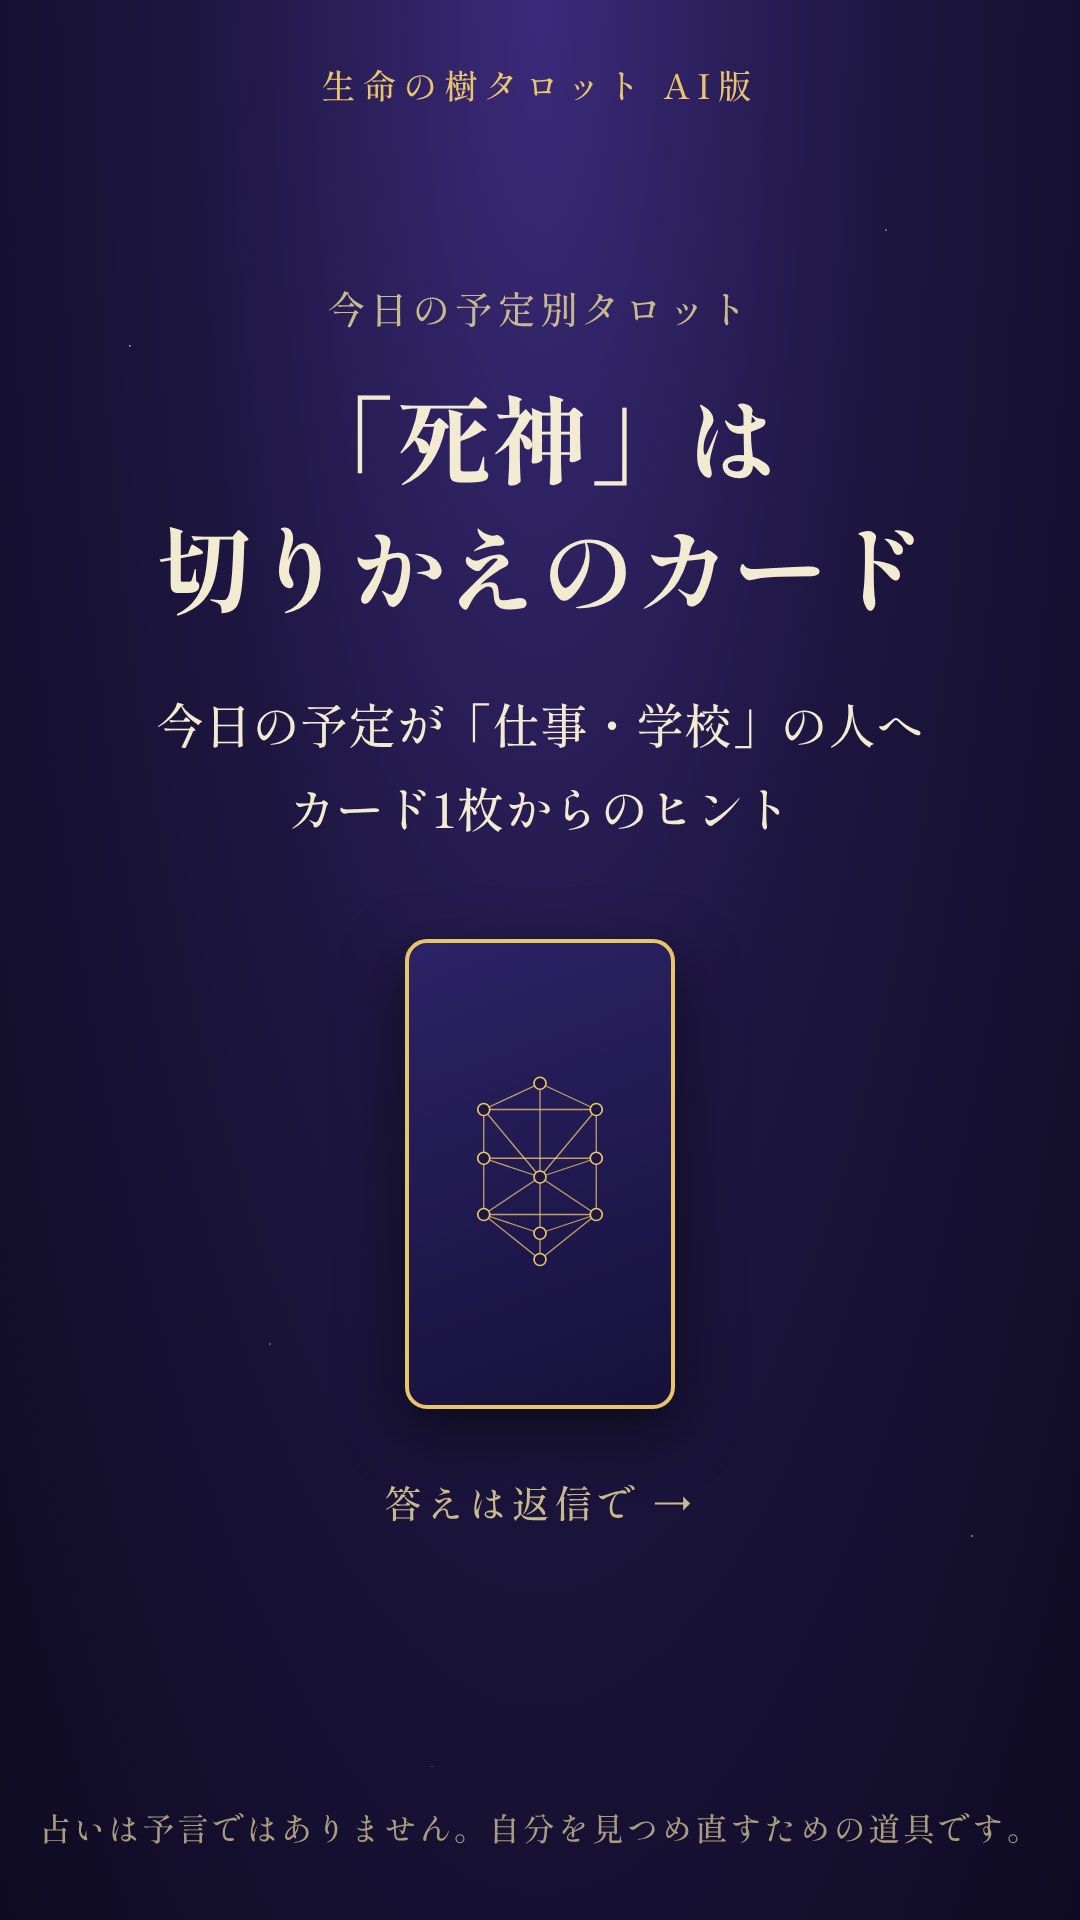 生命の樹タロット AI版
今日の予定別タロット
「死神」は
切りかえのカード
今日の予定が「仕事・学校」の人へ
カード1枚からのヒント
答えは返信で →
占いは予言ではありません。自分を見つめ直すための道具です。